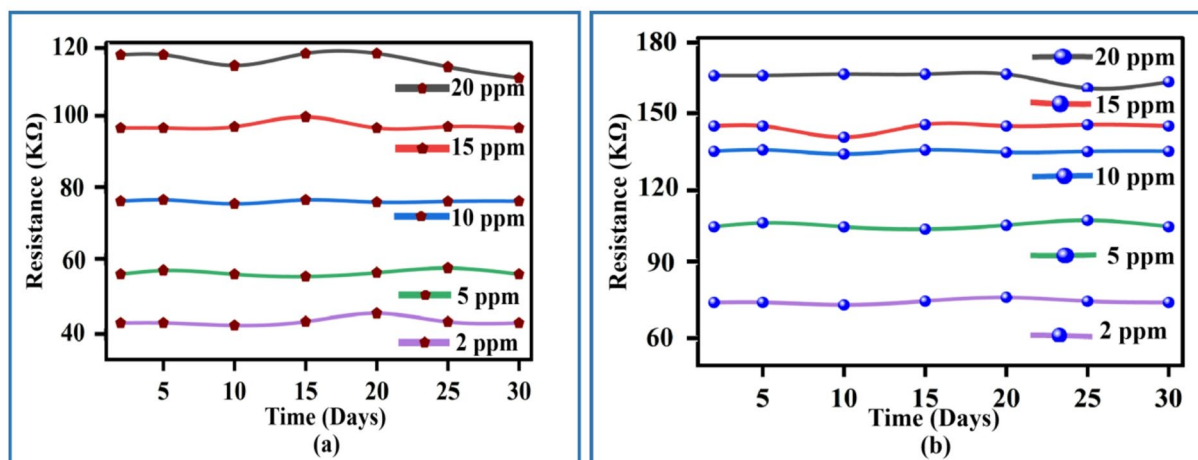 120
100
80
60
40
Resistance (KΩ)
20 ppm
15 ppm
10 ppm
5 ppm
2 ppm
5 10 15 20 25 30
Time (Days)
(a)
180
150
120
90
60
Resistance (KΩ)
20 ppm
15 ppm
10 ppm
5 ppm
2 ppm
5 10 15 20 25 30
Time (Days)
(b)